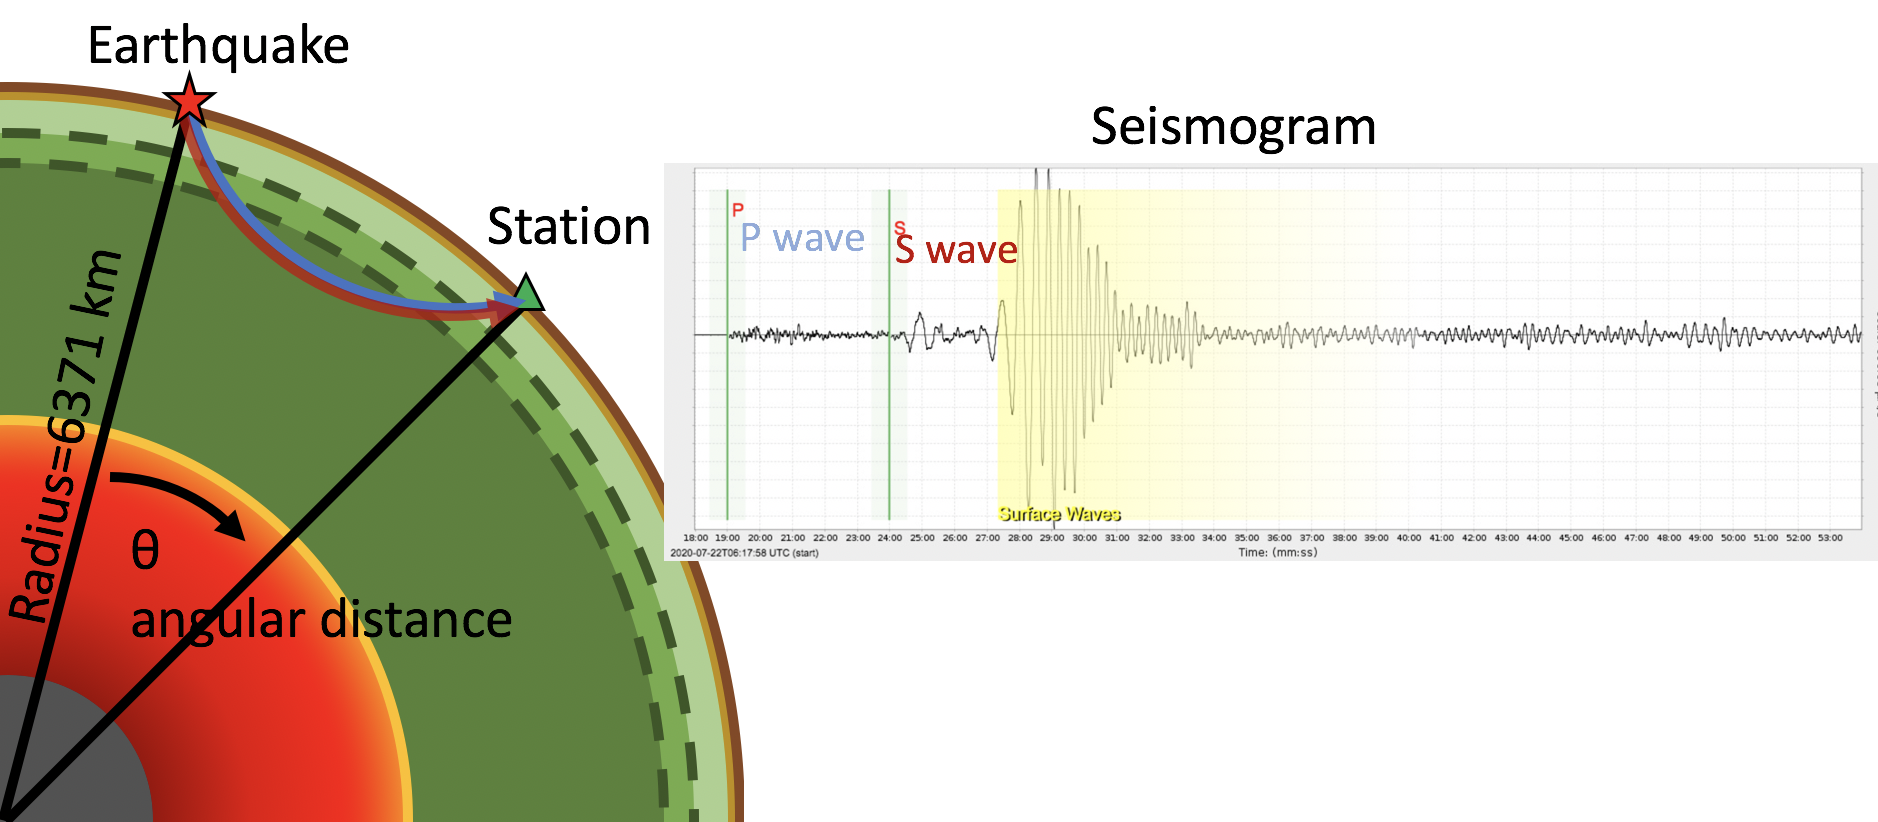 Earthquake
Station
Radius=6371 km
θ
angular distance
Seismogram
P
P wave
S
S wave
Surface Waves
18:00 19:00 20:00 21:00 22:00 23:00 24:00 25:00 26:00 27:00 28:00 29:00 30:00 31:00 32:00 33:00 34:00 35:00 36:00 37:00 38:00 39:00 40:00 41:00 42:00 43:00 44:00 45:00 46:00 47:00 48:00 49:00 50:00 51:00 52:00 53:00
2020-07-22T06:17:58 UTC (start)
Time: (mm:ss)